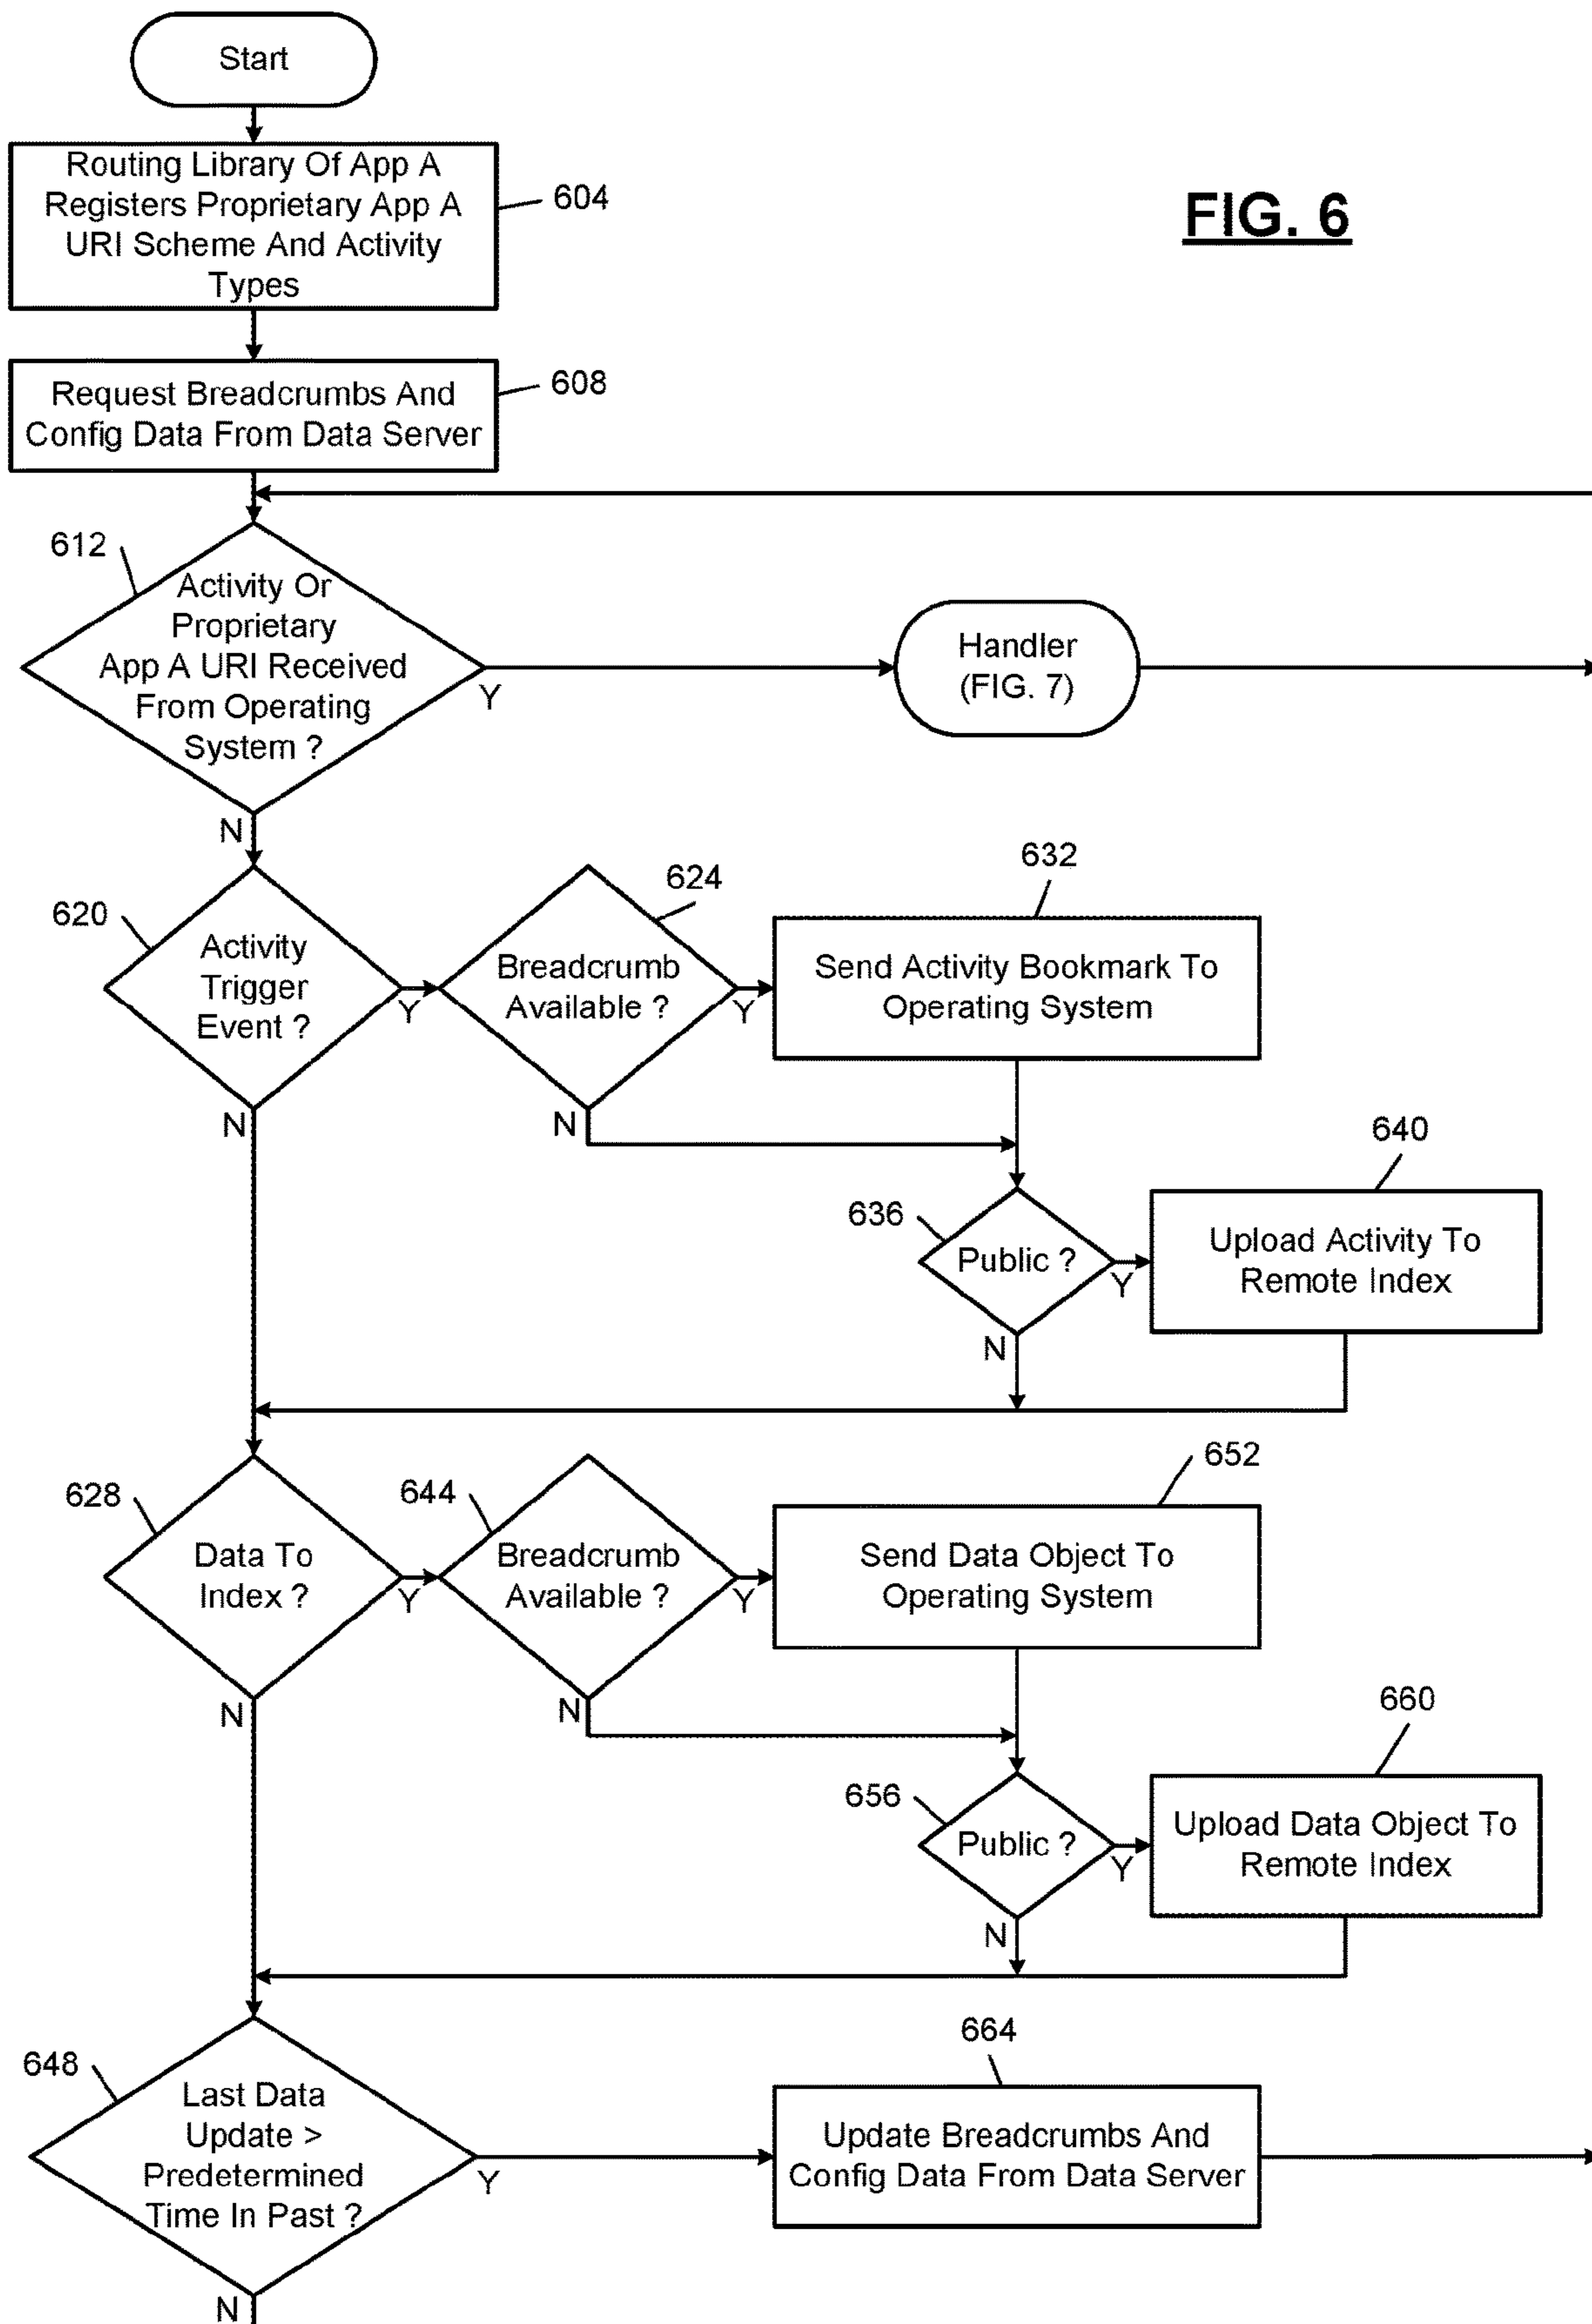 Start
Routing Library Of App A
Registers Proprietary App A
URI Scheme And Activity
Types
604
FIG. 6
Request Breadcrumbs And
Config Data From Data Server
608
612
Activity Or
Proprietary
App A URI Received
From Operating
System ?
Y
N
Handler
(FIG. 7)
620
Activity
Trigger
Event ?
Y
N
624
Breadcrumb
Available ?
Y
N
632
Send Activity Bookmark To
Operating System
636
Public ?
Y
N
640
Upload Activity To
Remote Index
628
Data To
Index ?
Y
N
644
Breadcrumb
Available ?
Y
N
652
Send Data Object To
Operating System
656
Public ?
Y
N
660
Upload Data Object To
Remote Index
648
Last Data
Update >
Predetermined
Time In Past ?
Y
N
664
Update Breadcrumbs And
Config Data From Data Server